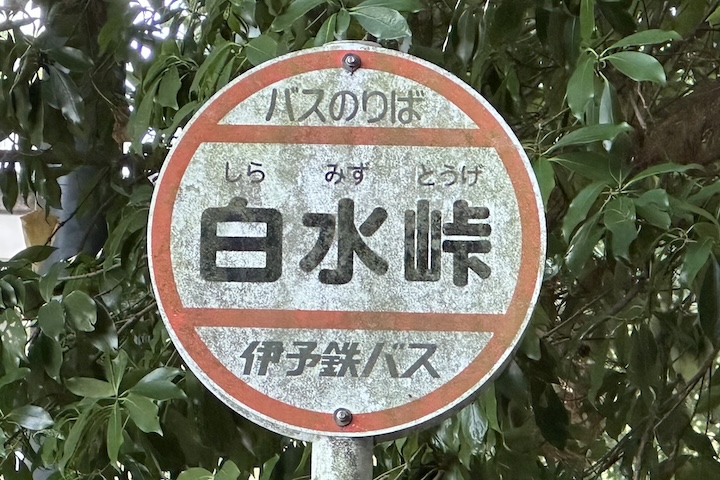 バスのりば
しら みず とうげ
白水峠
伊予鉄バス